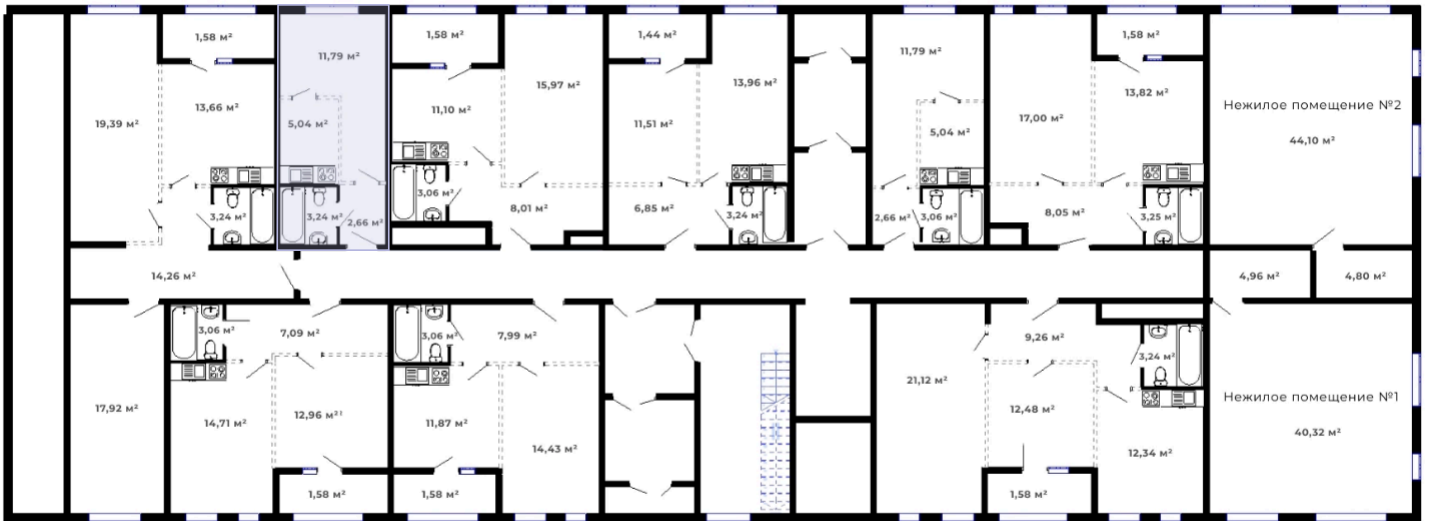 1,58 м²
11,79 м²
1,58 м²
15,97 м²
1,44 м²
13,96 м²
11,79 м²
1,58 м²
13,82 м²
19,39 м²
13,66 м²
5,04 м²
11,10 м²
11,51 м²
5,04 м²
17,00 м²
Нежилое помещение №2
44,10 м²
3,24 м²
3,24 м²
2,66 м²
3,06 м²
8,01 м²
6,85 м²
3,24 м²
2,66 м²
3,06 м²
8,05 м²
3,25 м²
14,26 м²
4,96 м²
4,80 м²
3,06 м²
7,09 м²
3,06 м²
7,99 м²
9,26 м²
3,24 м²
17,92 м²
14,71 м²
12,96 м²
11,87 м²
14,43 м²
21,12 м²
12,48 м²
12,34 м²
Нежилое помещение №1
40,32 м²
1,58 м²
1,58 м²
1,58 м²